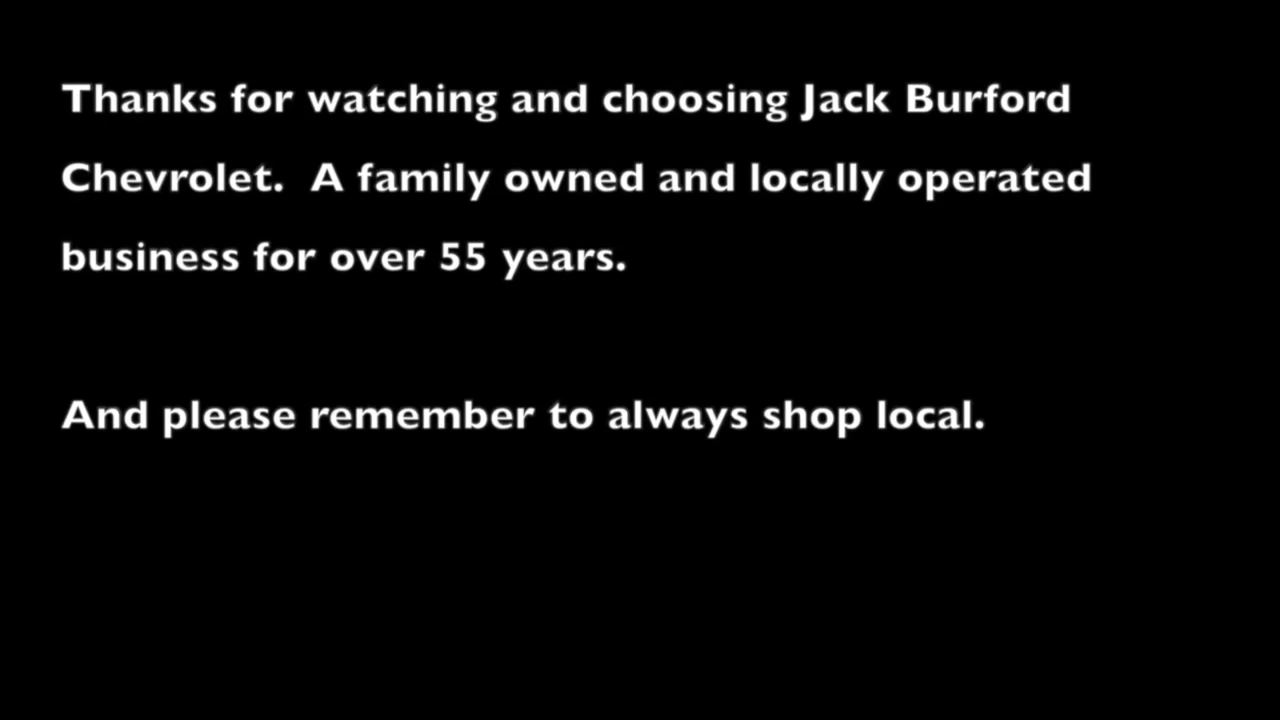 Thanks for watching and choosing Jack Burford
Chevrolet.  A family owned and locally operated
business for over 55 years.
And please remember to always shop local.